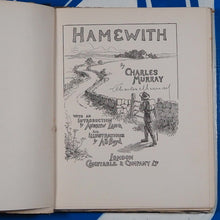 HAMEWITH
by
CHARLES
MURRAY
WITH AN
INTRODUCTION
by
ANDREW LANG
AND
ILLUSTRATIONS
by A·S·Boyd
LONDON
CONSTABLE & COMPANY LTD